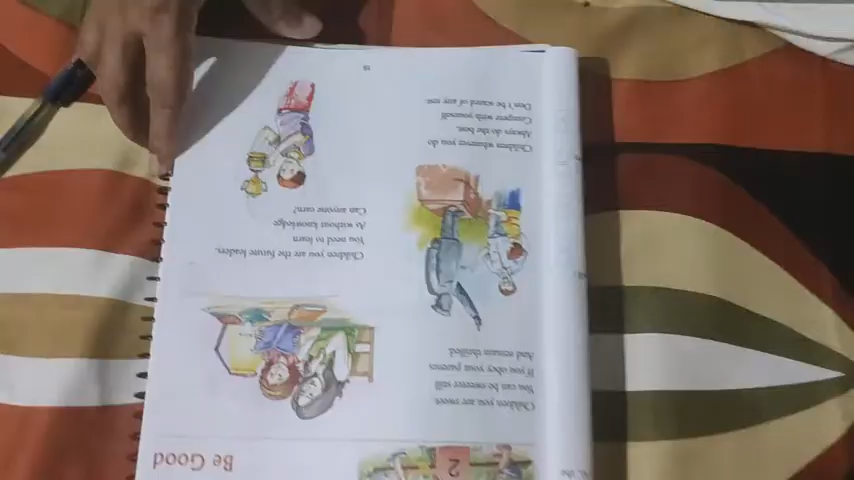 2
Be Good
Children you are sweet
You can be sweeter still
If you obey your parents
And remain thrilled.
Children whatever you do
Always do the best,
Compete with yourself
Don't be scared of any test.
Children you are the future leaders,
You need to learn
As without knowledge
Can anyone earn?